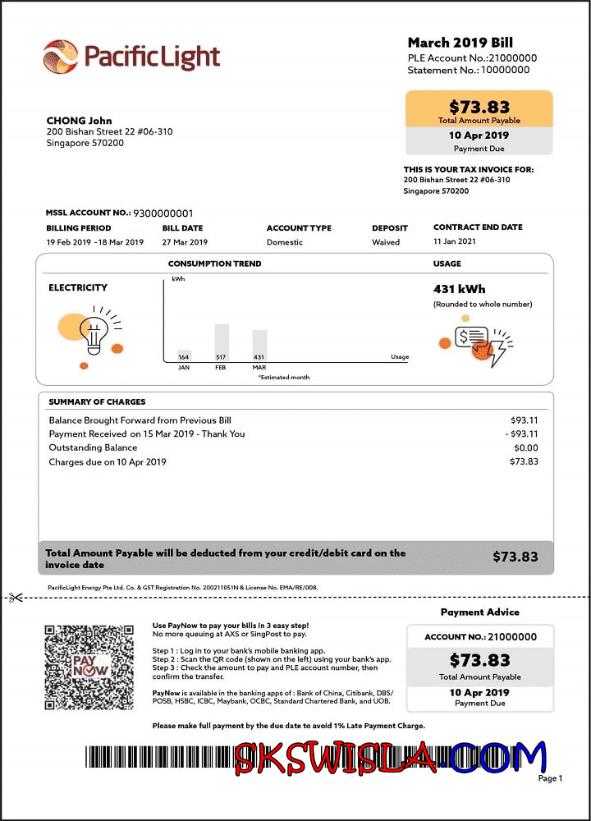 PacificLight
March 2019 Bill
PLE Account No.:21000000
Statement No.: 10000000
$73.83
Total Amount Payable
10 Apr 2019
Payment Due
CHONG John
200 Bishan Street 22 #06-310
Singapore 570200
THIS IS YOUR TAX INVOICE FOR:
200 Bishan Street 22 #06-310
Singapore 570200
MSSL ACCOUNT NO.: 9300000001
BILLING PERIOD BILL DATE ACCOUNT TYPE DEPOSIT CONTRACT END DATE
19 Feb 2019 -18 Mar 2019 27 Mar 2019 Domestic Waived 11 Jan 2021
CONSUMPTION TREND USAGE
kWh
ELECTRICITY
431 kWh
(Rounded to whole number)
164 517 431 Usage
JAN FEB MAR
*Estimated month
SUMMARY OF CHARGES
Balance Brought Forward from Previous Bill $93.11
Payment Received on 15 Mar 2019 - Thank You - $93.11
Outstanding Balance $0.00
Charges due on 10 Apr 2019 $73.83
Total Amount Payable will be deducted from your credit/debit card on the
invoice date $73.83
PacificLight Energy Pte Ltd. Co. & GST Registration No. 200211051N & License No. EMA/RE/008.
Payment Advice
PAY
NOW
Use PayNow to pay your bills in 3 easy step!
No more queuing at AXS or SingPost to pay.
Step 1 : Log in to your bank's mobile banking app.
Step 2 : Scan the QR code (shown on the left) using your bank's app.
Step 3 : Check the amount to pay and PLE account number, then
confirm the transfer.
PayNow is available in the banking apps of : Bank of China, Citibank, DBS/
POSB, HSBC, ICBC, Maybank, OCBC, Standard Chartered Bank, and UOB.
Please make full payment by the due date to avoid 1% Late Payment Charge.
ACCOUNT NO.: 21000000
$73.83
Total Amount Payable
10 Apr 2019
Payment Due
SKSWISLA.COM
Page 1